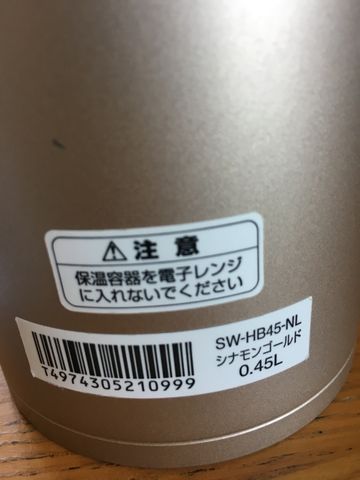 ⚠注意
保温容器を電子レンジ
に入れないでください
SW-HB45-NL
シナモンゴールド
0.45L
T4974305210999